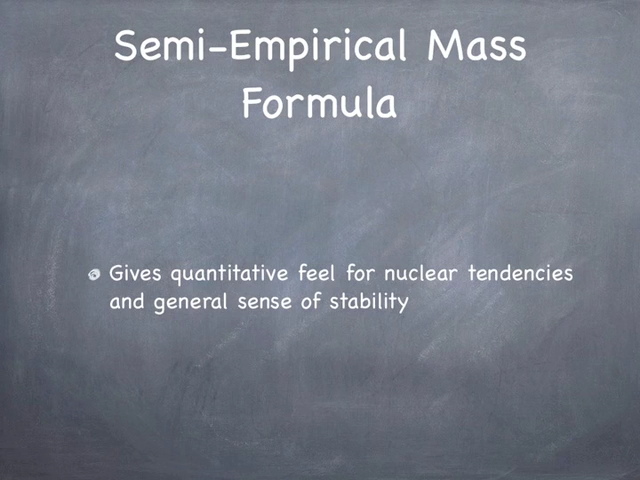 Semi-Empirical Mass
Formula
Gives quantitative feel for nuclear tendencies
and general sense of stability